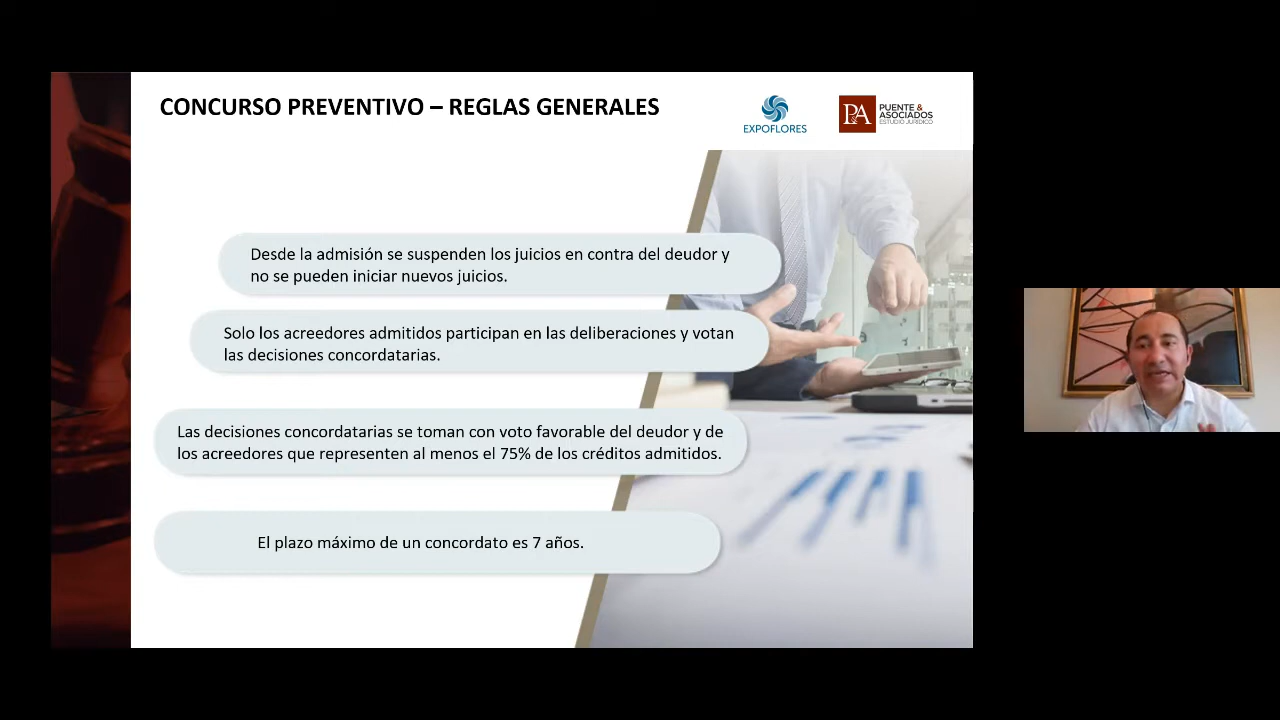 CONCURSO PREVENTIVO – REGLAS GENERALES
EXPOFLORES
PA
PUENTE &
ASOCIADOS
ESTUDIO JURÍDICO
Desde la admisión se suspenden los juicios en contra del deudor y
no se pueden iniciar nuevos juicios.
Solo los acreedores admitidos participan en las deliberaciones y votan
las decisiones concordatarias.
Las decisiones concordatarias se toman con voto favorable del deudor y de
los acreedores que representen al menos el 75% de los créditos admitidos.
El plazo máximo de un concordato es 7 años.